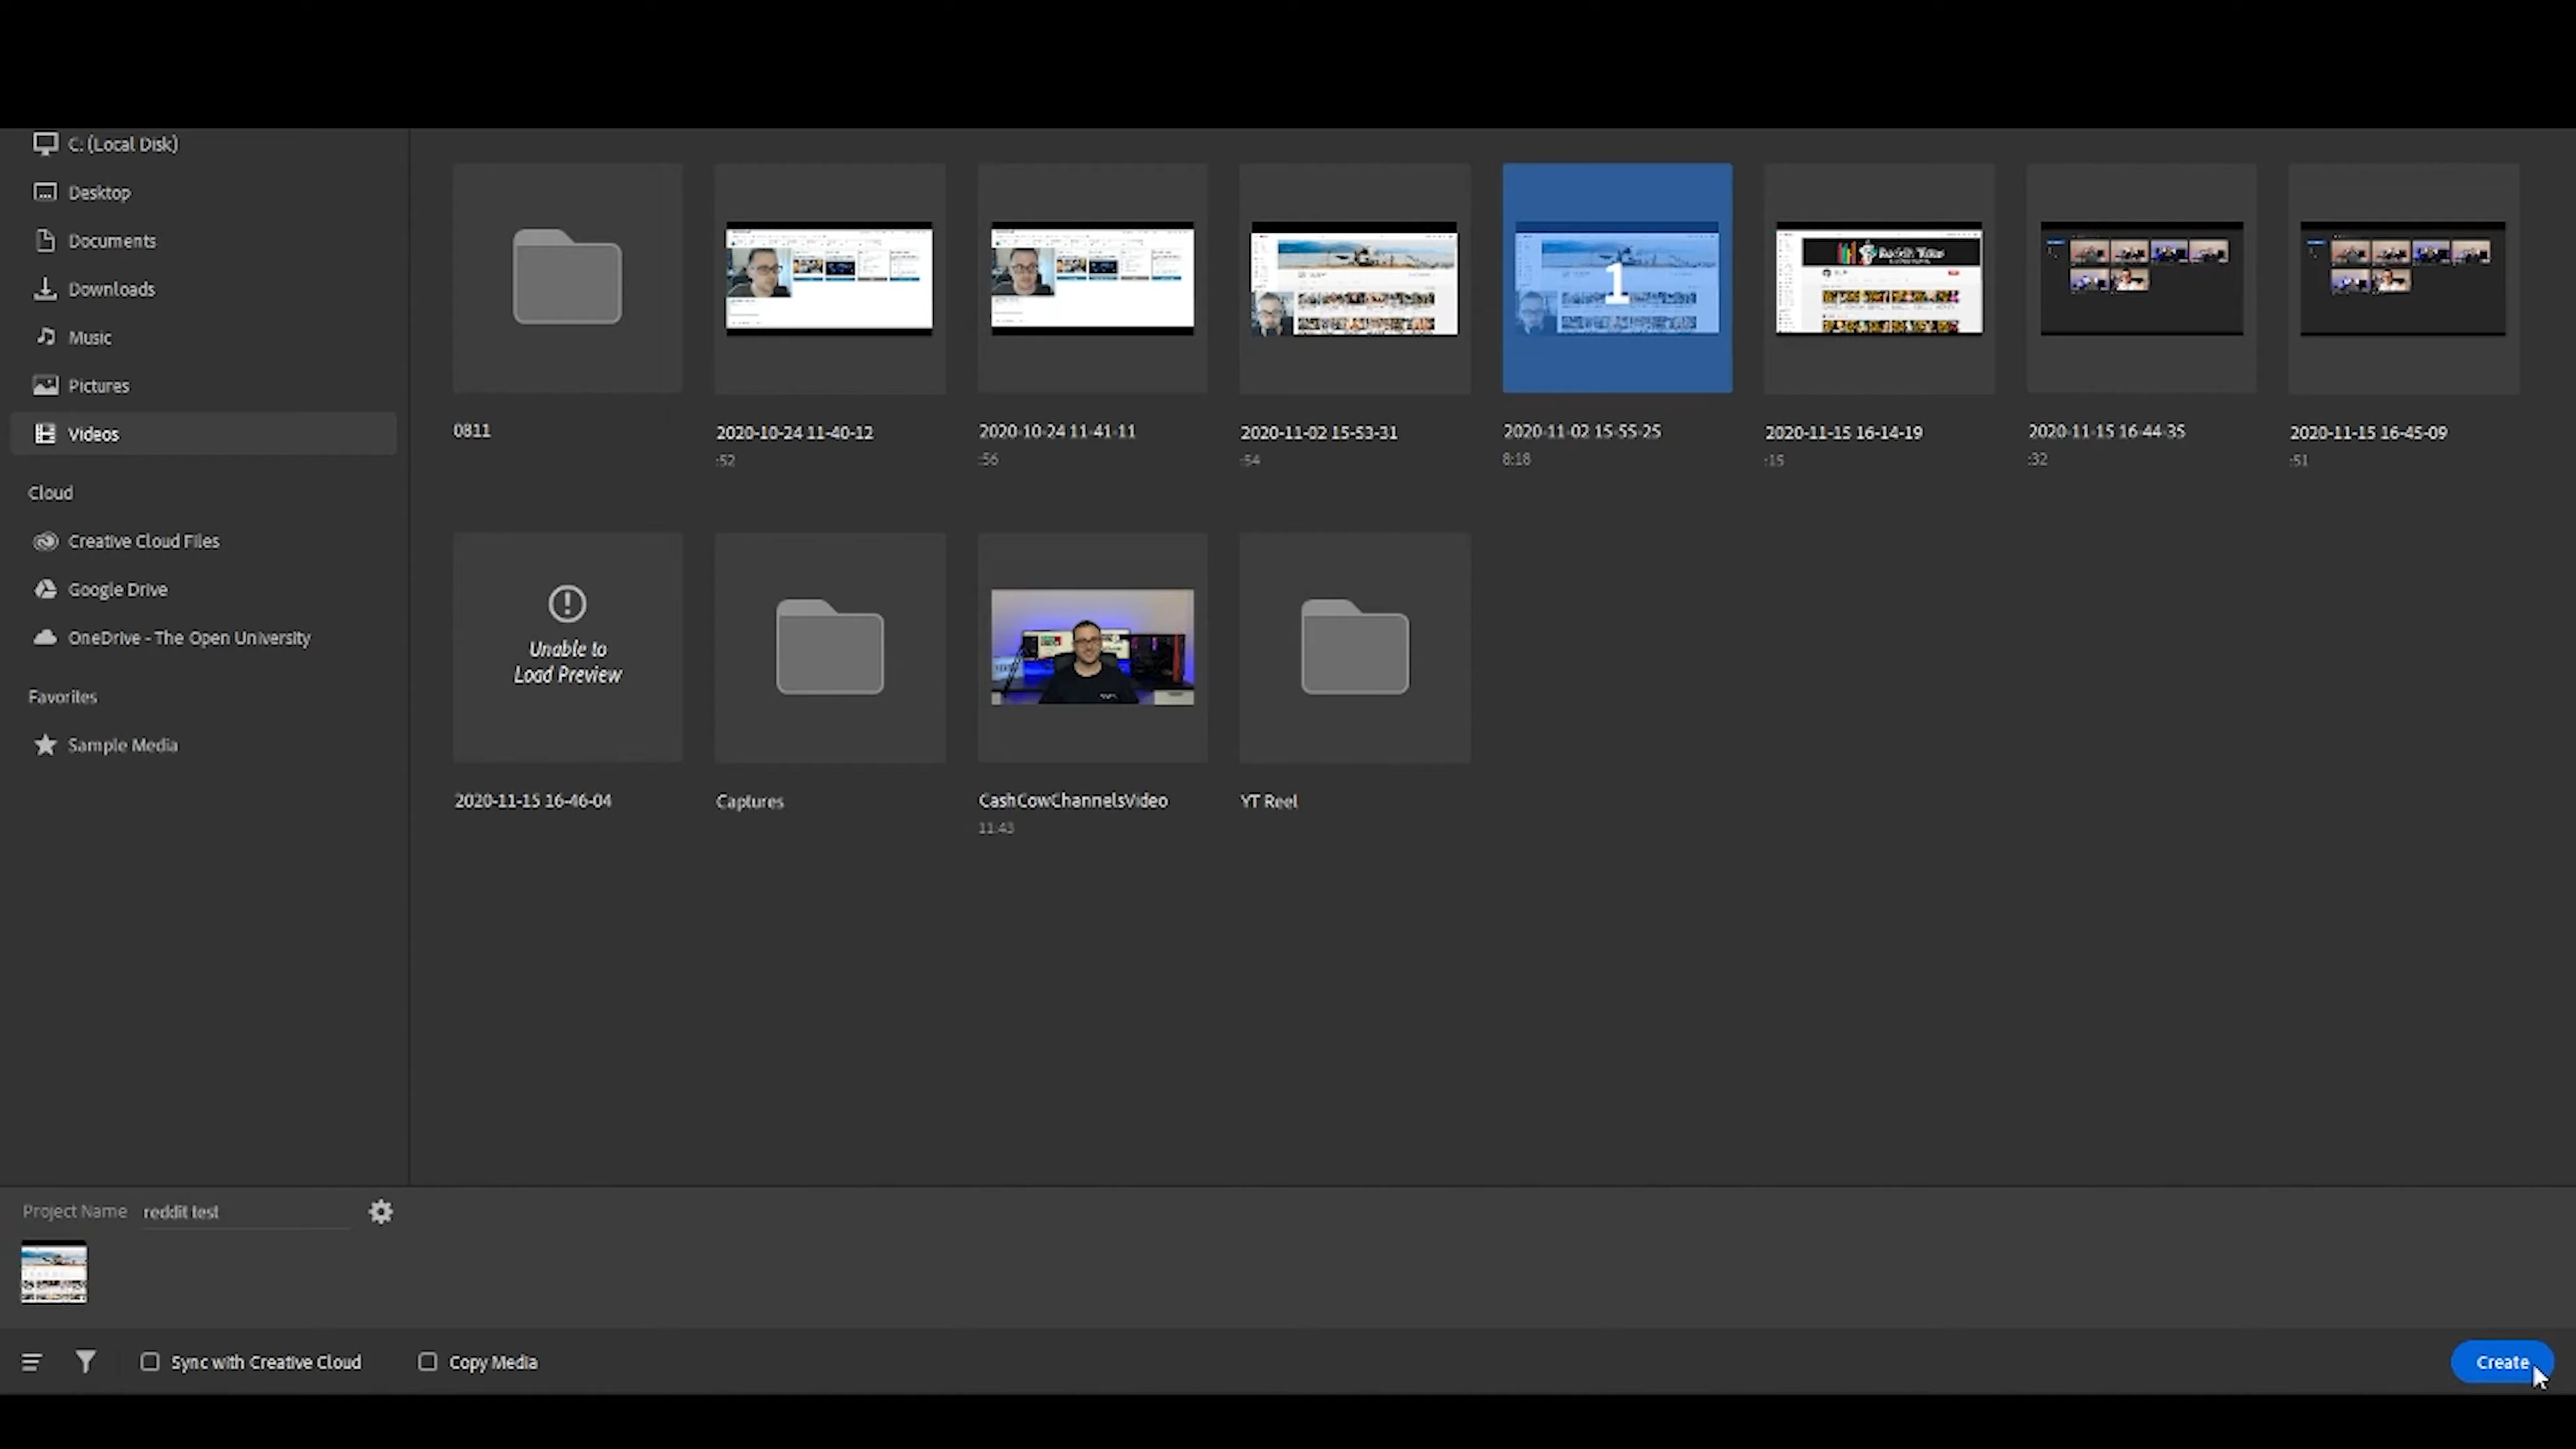 C: (Local Disk)
Desktop
Documents
Downloads
Music
Pictures
Videos
Cloud
Creative Cloud Files
Google Drive
OneDrive - The Open University
Favorites
Sample Media
1
0811
2020-10-24 11-40-12
:52
2020-10-24 11-41-11
:56
2020-11-02 15-53-31
:54
2020-11-02 15-55-25
8:18
2020-11-15 16-14-19
:15
2020-11-15 16-44-35
:32
2020-11-15 16-45-09
:51
Unable to
Load Preview
2020-11-15 16-46-04
Captures
CashCowChannelsVideo
11:43
YT Reel
Project Name reddit test
Sync with Creative Cloud
Copy Media
Create